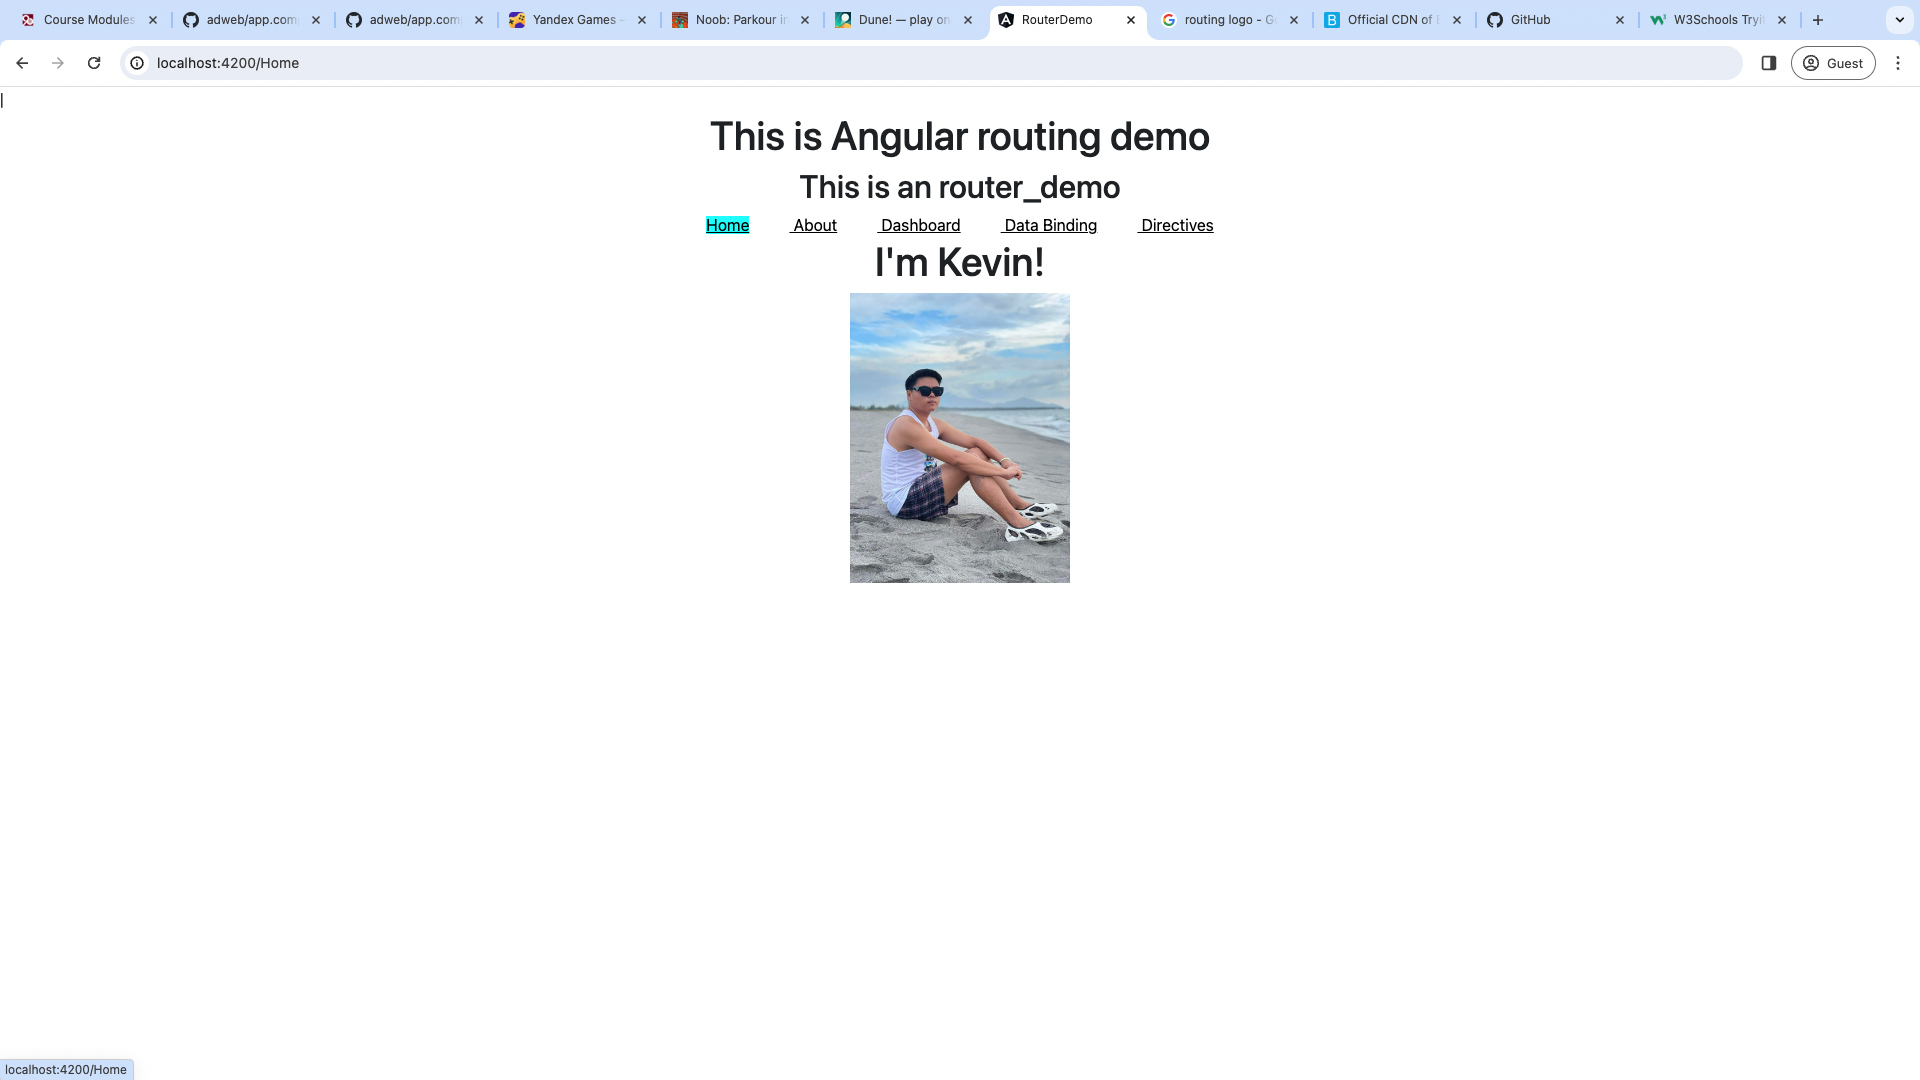 Course Modules
adweb/app.com
adweb/app.com
Yandex Games -
Noob: Parkour in
Dune! — play on
RouterDemo
routing logo - G
Official CDN of
GitHub
W3Schools Tryi
localhost:4200/Home
Guest
This is Angular routing demo
This is an router_demo
Home About Dashboard Data Binding Directives
I'm Kevin!
localhost:4200/Home